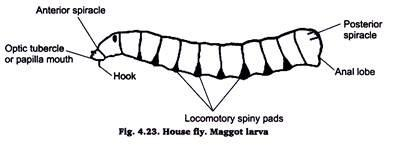 Anterior spiracle
Posterior
spiracle
Optic tubercle
or papilla mouth
Hook
Anal lobe
Locomotory spiny pads
Fig. 4.23. House fly. Maggot larva